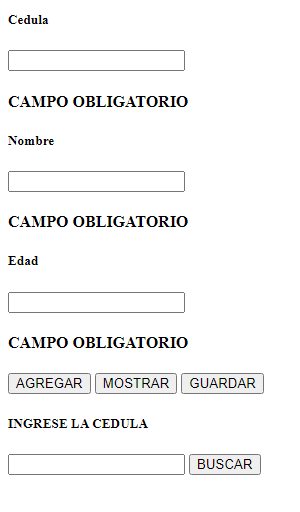 Cedula
CAMPO OBLIGATORIO
Nombre
CAMPO OBLIGATORIO
Edad
CAMPO OBLIGATORIO
AGREGAR MOSTRAR GUARDAR
INGRESE LA CEDULA
BUSCAR